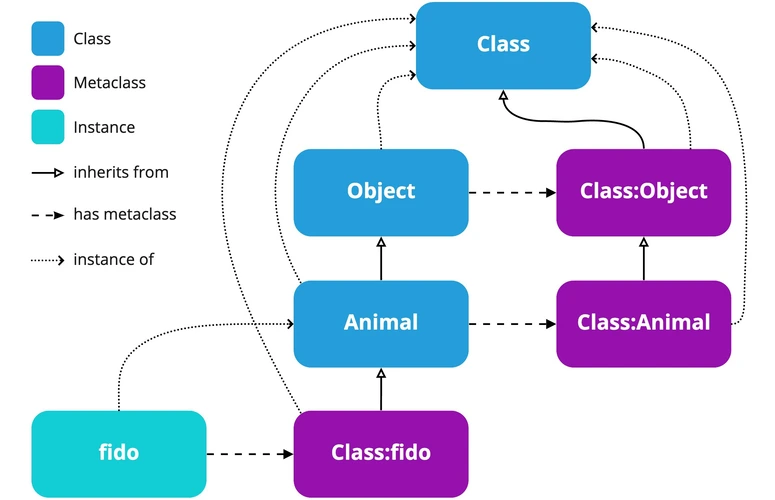 Class
Metaclass
Instance
inherits from
has metaclass
instance of
Class
Object
Class:Object
Animal
Class:Animal
fido
Class:fido